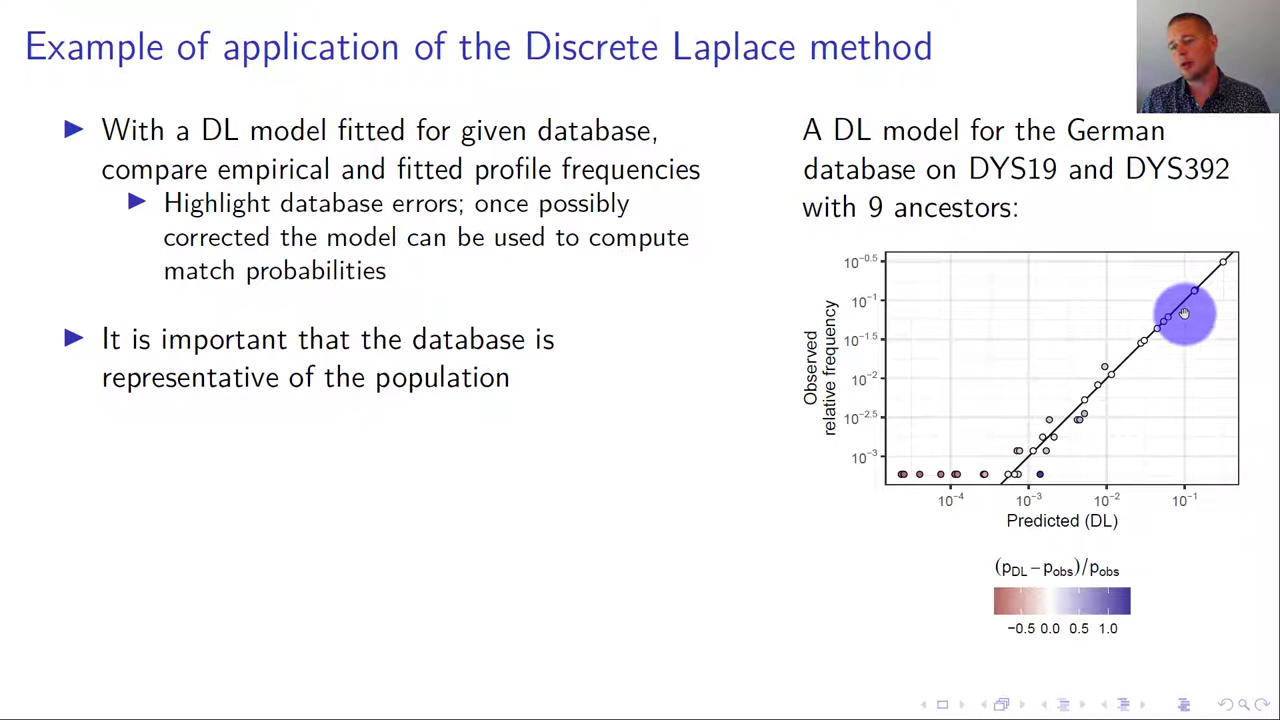 Example of application of the Discrete Laplace method
▶ With a DL model fitted for given database,
compare empirical and fitted profile frequencies
▶ Highlight database errors; once possibly
corrected the model can be used to compute
match probabilities
▶ It is important that the database is
representative of the population
A DL model for the German
database on DYS19 and DYS392
with 9 ancestors:
Observed
relative frequency
10^-0.5
10^-1
10^-1.5
10^-2
10^-2.5
10^-3
10^-4 10^-3 10^-2 10^-1
Predicted (DL)
(p_DL − p_obs)/p_obs
−0.5 0.0 0.5 1.0